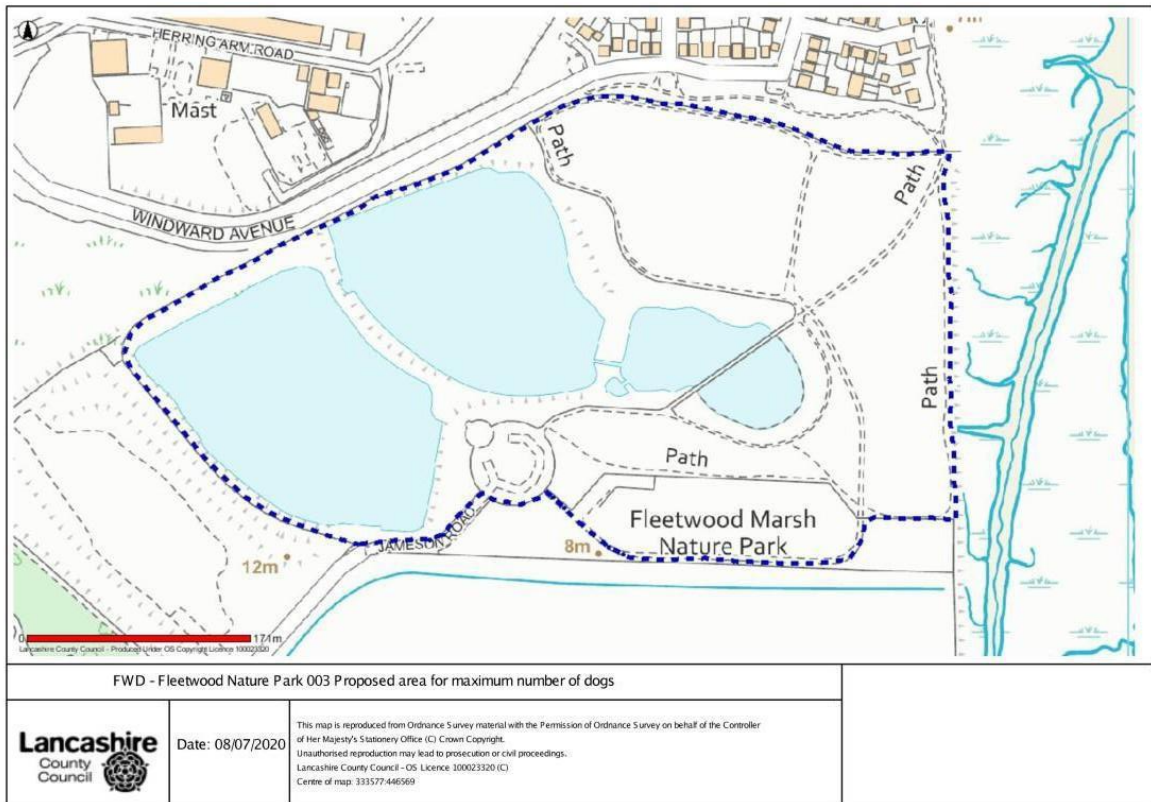 HERRING ARM ROAD
Mast
WINDWARD AVENUE
Path
Path
Path
Path
Fleetwood Marsh
Nature Park
JAMESON ROAD
12m
8m
0
171m
Lancashire County Council - Produced Under OS Copyright Licence 100023320
FWD - Fleetwood Nature Park 003 Proposed area for maximum number of dogs
Lancashire
County
Council
Date: 08/07/2020
This map is reproduced from Ordnance Survey material with the Permission of Ordnance Survey on behalf of the Controller
of Her Majesty's Stationery Office (C) Crown Copyright.
Unauthorised reproduction may lead to prosecution or civil proceedings.
Lancashire County Council - OS Licence 100023320 (C)
Centre of map: 333577:446569